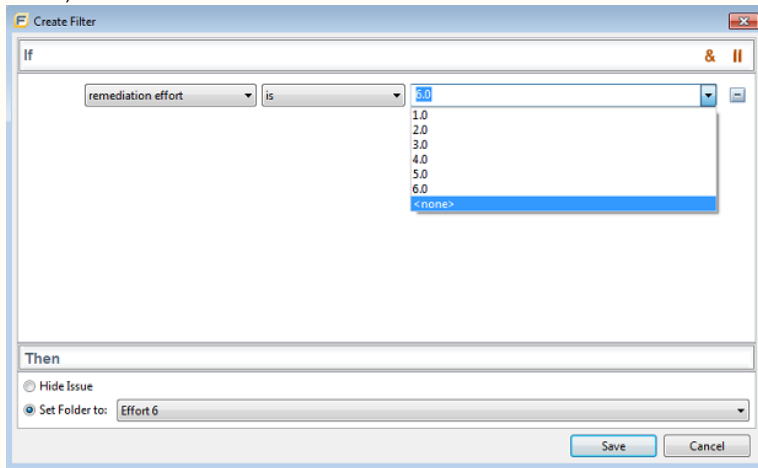 Create Filter
If & ||
remediation effort is 6.0
1.0
2.0
3.0
4.0
5.0
6.0
<none>
Then
Hide Issue
Set Folder to: Effort 6
Save Cancel